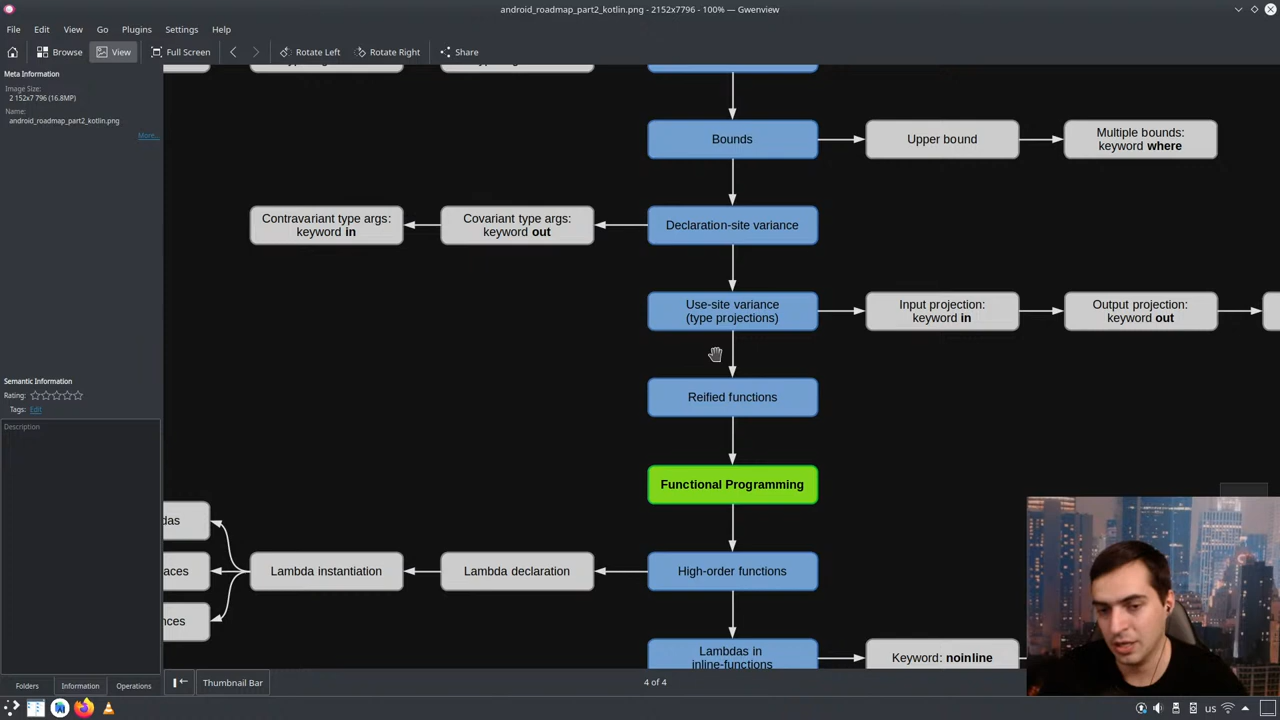 android_roadmap_part2_kotlin.png - 2152x7796 - 100% — Gwenview
File Edit View Go Plugins Settings Help
Browse View Full Screen Rotate Left Rotate Right Share
Meta Information
Image Size:
2 152x7 796 (16.8MP)
Name:
android_roadmap_part2_kotlin.png
More...
Bounds
Upper bound
Multiple bounds:
keyword where
Contravariant type args:
keyword in
Covariant type args:
keyword out
Declaration-site variance
Use-site variance
(type projections)
Input projection:
keyword in
Output projection:
keyword out
Reified functions
Functional Programming
das
aces
nces
Lambda instantiation
Lambda declaration
High-order functions
Lambdas in
inline-functions
Keyword: noinline
Semantic Information
Rating:
Tags: Edit
Description
Folders Information Operations
Thumbnail Bar
4 of 4
us